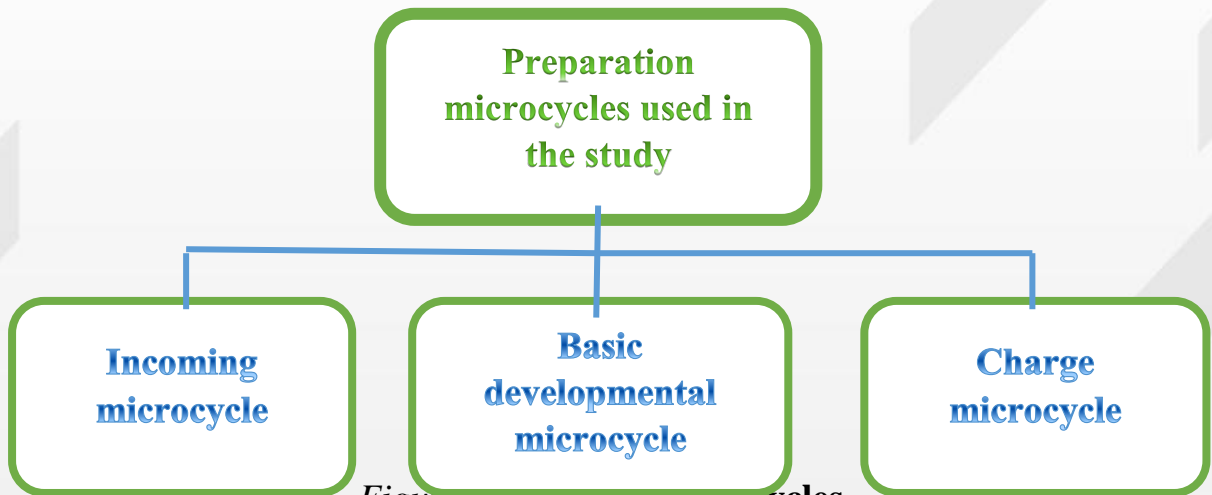 Preparation
microcycles used in
the study
Incoming
microcycle
Basic
developmental
microcycle
Charge
microcycle